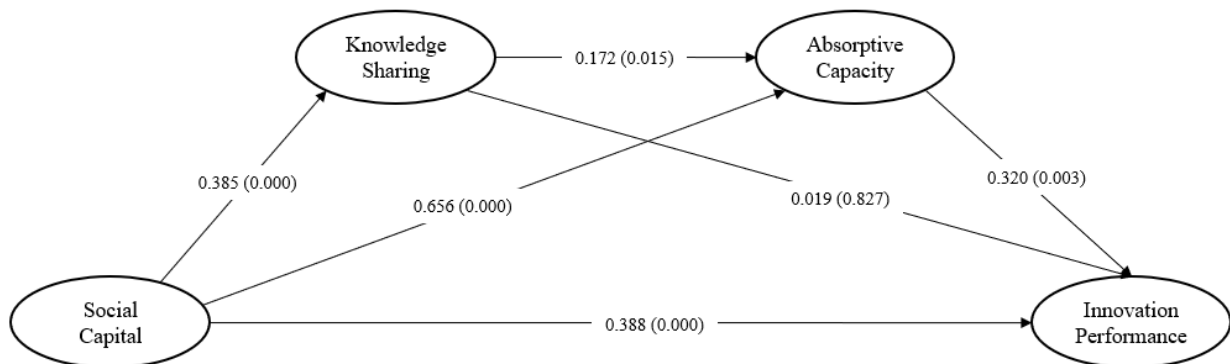 Knowledge
Sharing
0.172 (0.015)
Absorptive
Capacity
0.385 (0.000)
0.656 (0.000)
0.019 (0.827)
0.320 (0.003)
Social
Capital
0.388 (0.000)
Innovation
Performance